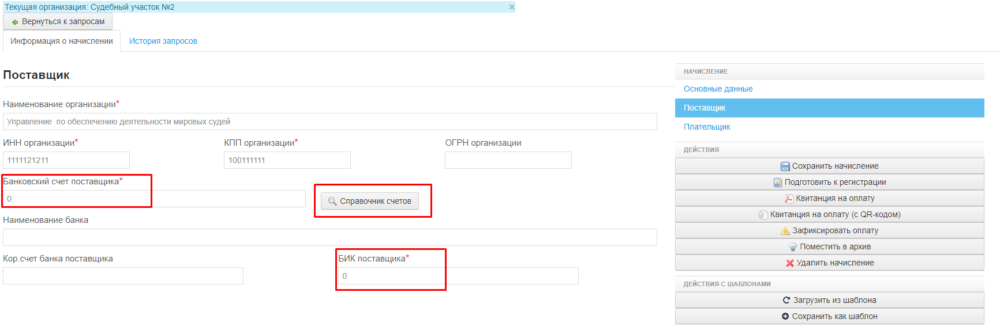 Текущая организация: Судебный участок №2
Вернуться к запросам
Информация о начислении История запросов
Поставщик
Наименование организации*
Управление  по обеспечению деятельности мировых судей
ИНН организации* КПП организации* ОГРН организации
1111121211 100111111
Банковский счет поставщика*
0 Справочник счетов
Наименование банка
Кор.счет банка поставщика БИК поставщика*
0
НАЧИСЛЕНИЕ
Основные данные
Поставщик
Плательщик
ДЕЙСТВИЯ
Сохранить начисление
Подготовить к регистрации
Квитанция на оплату
Квитанция на оплату (с QR-кодом)
Зафиксировать оплату
Поместить в архив
Удалить начисление
ДЕЙСТВИЯ С ШАБЛОНАМИ
Загрузить из шаблона
Сохранить как шаблон